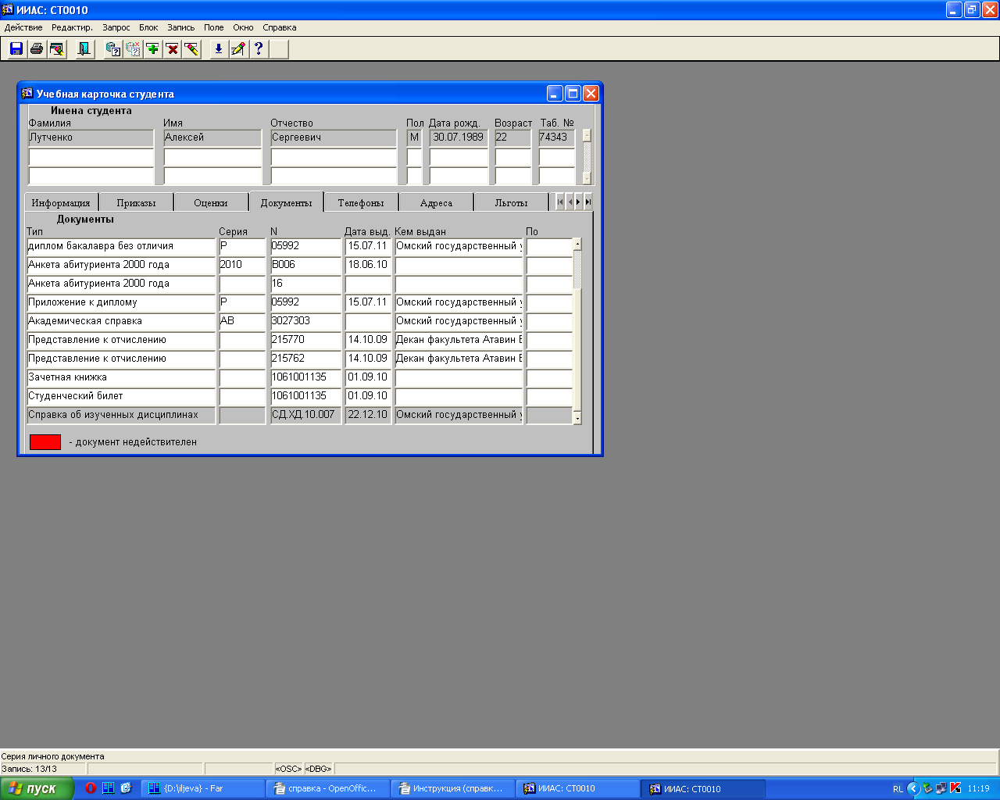 ИИАС: СТ0010
Действие Редактир. Запрос Блок Запись Поле Окно Справка
Учебная карточка студента
Имена студента
Фамилия Имя Отчество Пол Дата рожд. Возраст Таб. №
Лутченко Алексей Сергеевич М 30.07.1989 22 74343
Информация Приказы Оценки Документы Телефоны Адреса Льготы
Документы
Тип Серия N Дата выд. Кем выдан По
диплом бакалавра без отличия Р 05992 15.07.11 Омский государственный
Анкета абитуриента 2000 года 2010 В006 18.06.10
Анкета абитуриента 2000 года 16
Приложение к диплому Р 05992 15.07.11 Омский государственный
Академическая справка АВ 3027303 Омский государственный
Представление к отчислению 215770 14.10.09 Декан факультета Атавин
Представление к отчислению 215762 14.10.09 Декан факультета Атавин
Зачетная книжка 1061001135 01.09.10
Студенческий билет 1061001135 01.09.10
Справка об изученных дисциплинах СД.ХД.10.007 22.12.10 Омский государственный
- документ недействителен
Серия личного документа
Запись: 13/13 <OSC> <DBG>
пуск {D:\iljeva} - Far справка - OpenOffic... Инструкция (справк... ИИАС: СТ0010 ИИАС: СТ0010 RL 11:19